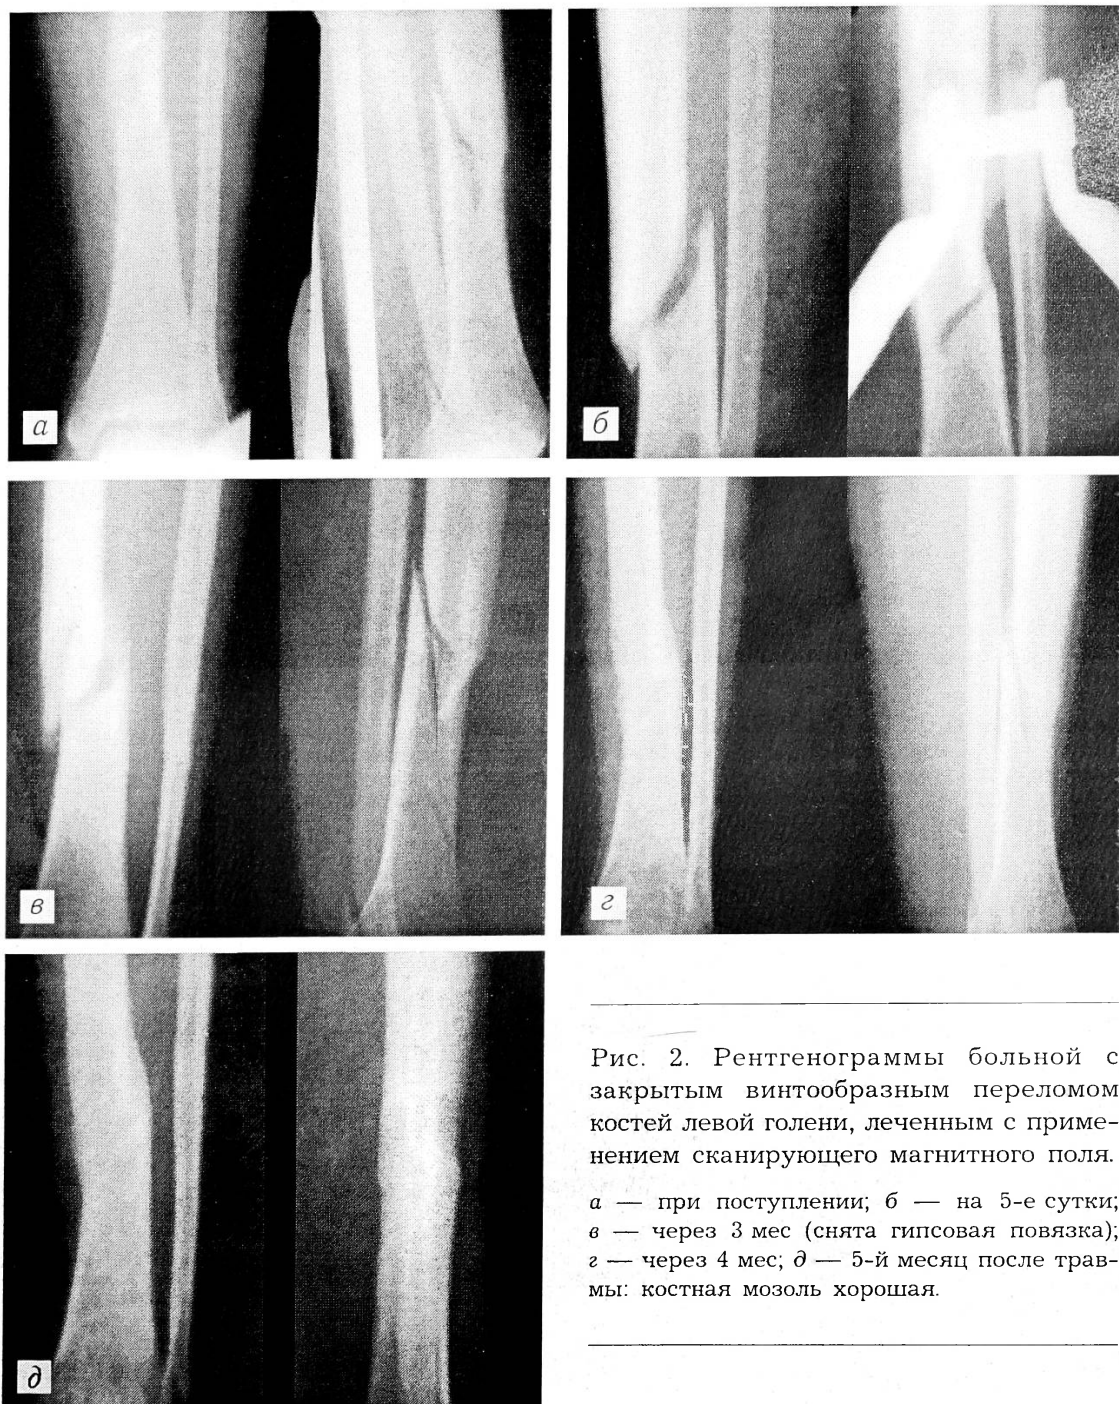 а
б
в
г
д
Рис. 2. Рентгенограммы больной с
закрытым винтообразным переломом
костей левой голени, леченным с приме-
нением сканирующего магнитного поля.
а — при поступлении; б — на 5-е сутки;
в — через 3 мес (снята гипсовая повязка);
г — через 4 мес; д — 5-й месяц после трав-
мы: костная мозоль хорошая.